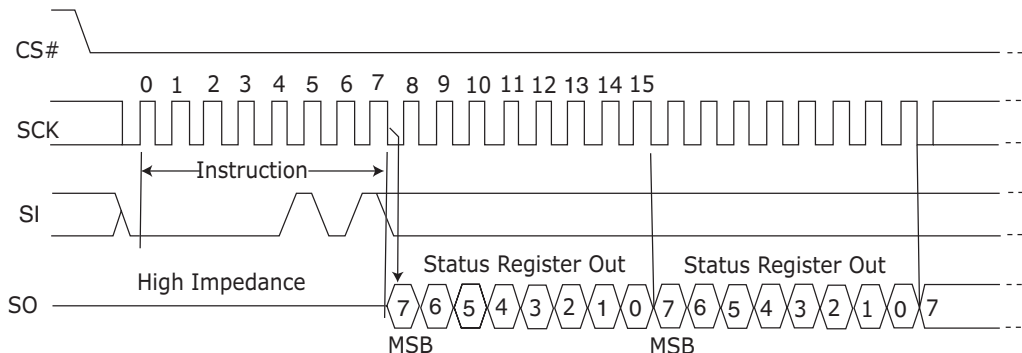 CS#
0 1 2 3 4 5 6 7 8 9 10 11 12 13 14 15
SCK
Instruction
SI
High Impedance
Status Register Out Status Register Out
SO
7 6 5 4 3 2 1 0 7 6 5 4 3 2 1 0 7
MSB MSB